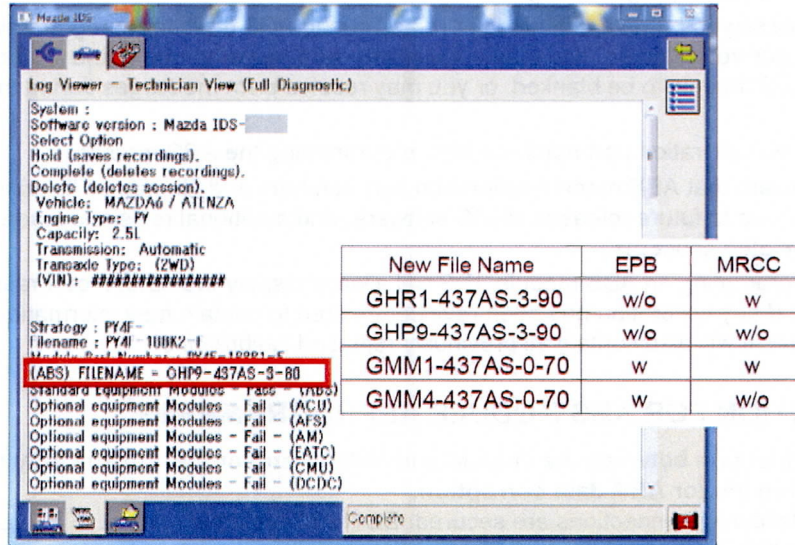 Mazda IDS
Log Viewer - Technician View (Full Diagnostic)
System :
Software version : Mazda IDS-
Select Option
Hold (saves recordings).
Complete (deletes recordings).
Delete (deletes session).
Vehicle: MAZDA6 / ATENZA
Engine Type: PY
Capacity: 2.5L
Transmission: Automatic
Transaxle Type: (2WD)
(VIN): #################
Strategy : PY4F-
Filename : PY4F-188K2-F
(ABS) FILENAME = GHP9-437AS-3-80
Standard Equipment Modules - Pass - (ABS)
Optional equipment Modules - Fail - (ACU)
Optional equipment Modules - Fail - (AFS)
Optional equipment Modules - Fail - (AM)
Optional equipment Modules - Fail - (EATC)
Optional equipment Modules - Fail - (CMU)
Optional equipment Modules - Fail - (DCDC)
Complete
New File Name EPB MRCC
GHR1-437AS-3-90 w/o w
GHP9-437AS-3-90 w/o w/o
GMM1-437AS-0-70 w w
GMM4-437AS-0-70 w w/o